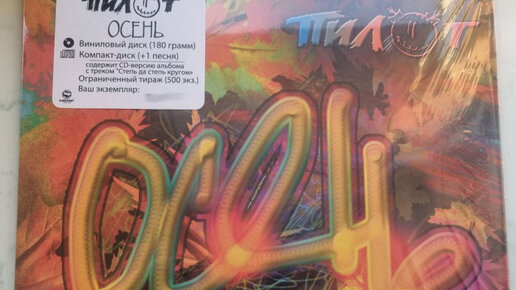 ПИЛОТ
ОСЕНЬ
Виниловый диск (180 грамм)
Компакт-диск (+1 песня)
содержит CD-версию альбома
с треком "Степь да степь кругом"
Ограниченный тираж (500 экз.)
Ваш экземпляр:
ПИЛОТ
осень